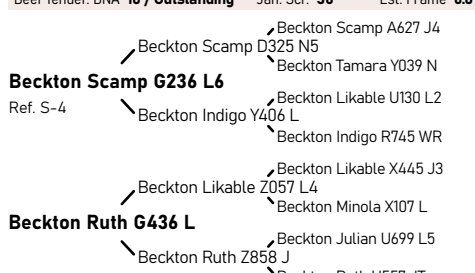 Beef Tender. DNA 10 / Outstanding Jan. Scr. 36 Est. Frame
Beckton Scamp A627 J4
Beckton Scamp D325 N5
Beckton Tamara Y039 N
Beckton Scamp G236 L6
Ref. S-4
Beckton Likable U130 L2
Beckton Indigo Y406 L
Beckton Indigo R745 WR
Beckton Likable X445 J3
Beckton Likable Z057 L4
Beckton Minola X107 L
Beckton Ruth G436 L
Beckton Julian U699 L5
Beckton Ruth Z858 J